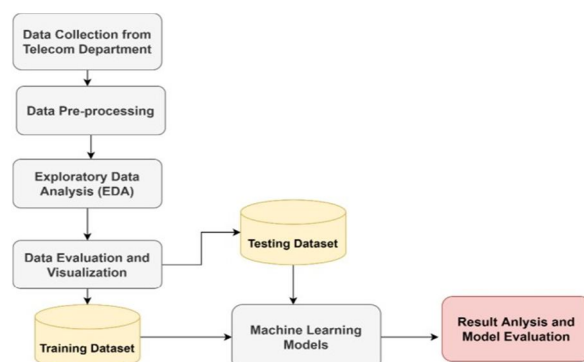 Data Collection from
Telecom Department
Data Pre-processing
Exploratory Data
Analysis (EDA)
Data Evaluation and
Visualization
Testing Dataset
Training Dataset
Machine Learning
Models
Result Anlysis and
Model Evaluation